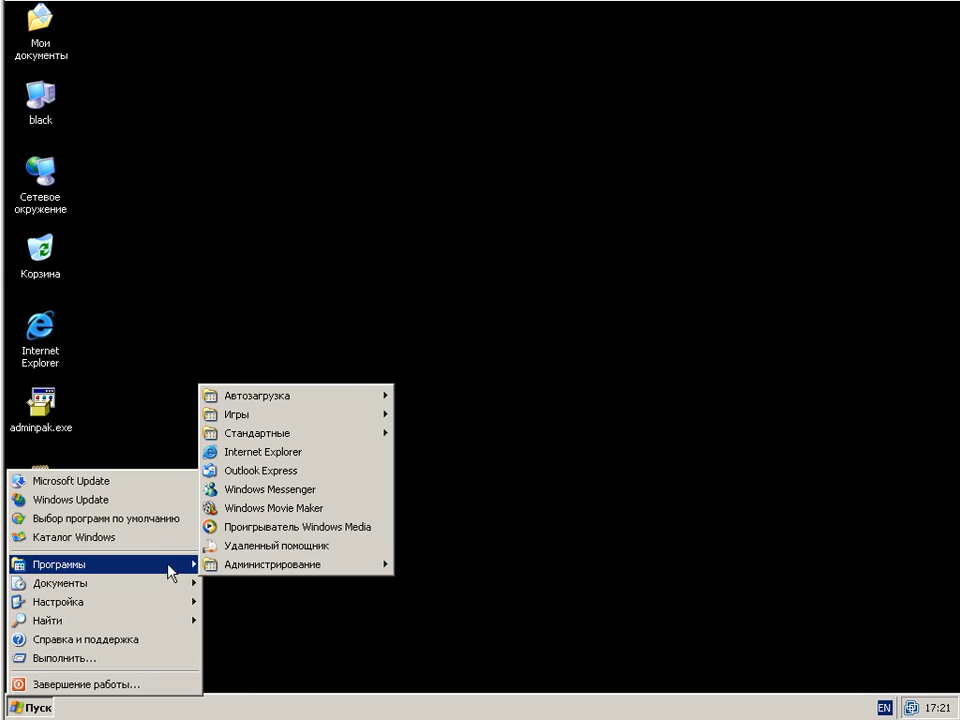 Мои
документы
black
Сетевое
окружение
Корзина
Internet
Explorer
adminpak.exe
Microsoft Update
Windows Update
Выбор программ по умолчанию
Каталог Windows
Программы
Документы
Настройка
Найти
Справка и поддержка
Выполнить...
Завершение работы...
Автозагрузка
Игры
Стандартные
Internet Explorer
Outlook Express
Windows Messenger
Windows Movie Maker
Проигрыватель Windows Media
Удаленный помощник
Администрирование
Пуск
EN
17:21